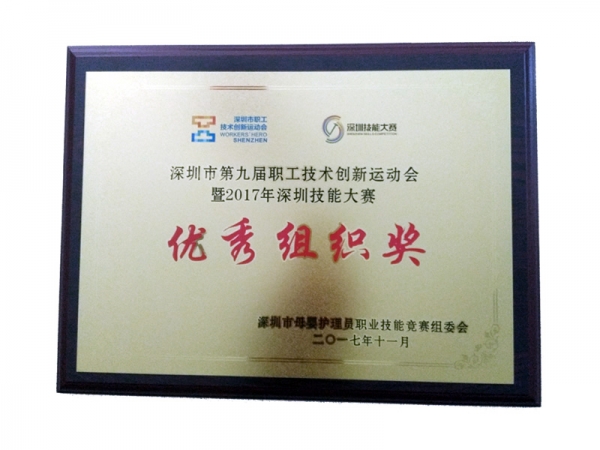 深圳市职工
技术创新运动会
WORKERS' HERO
SHENZHEN
深圳技能大赛
深圳市第九届职工技术创新运动会
暨2017年深圳技能大赛
优秀组织奖
深圳市母婴护理员职业技能竞赛组委会
二〇一七年十一月